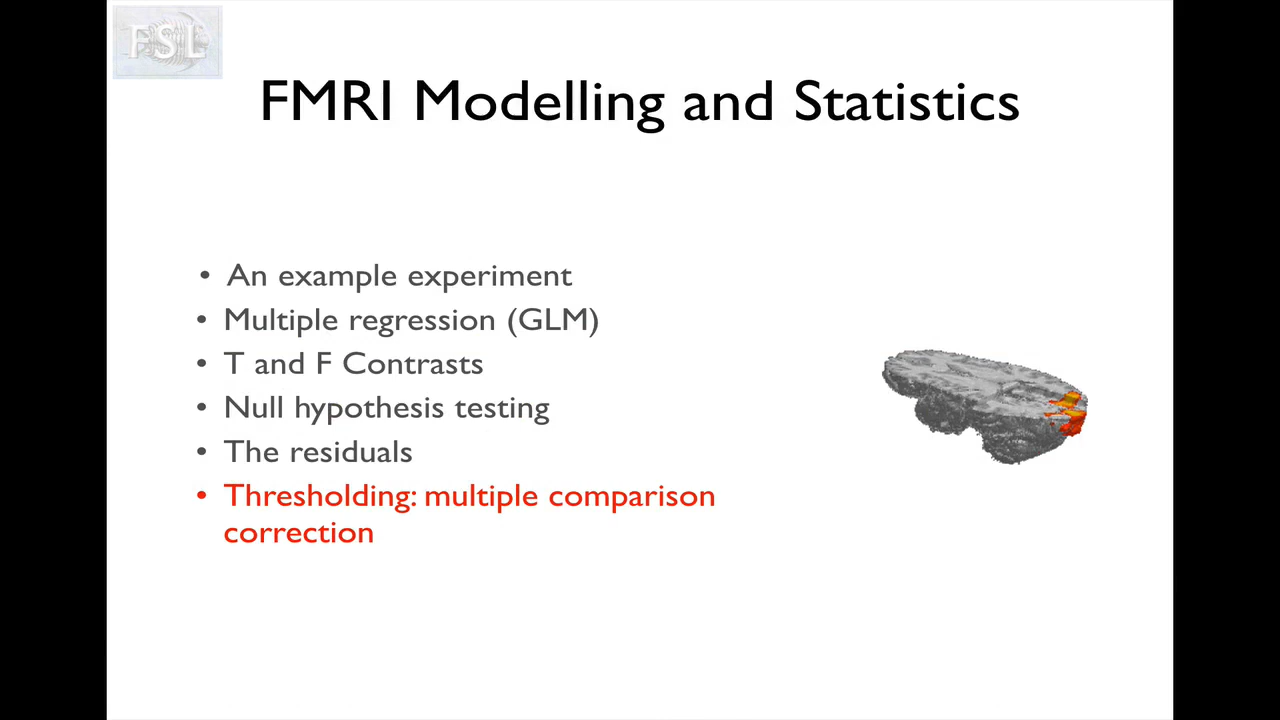 FSL
FMRI Modelling and Statistics
• An example experiment
• Multiple regression (GLM)
• T and F Contrasts
• Null hypothesis testing
• The residuals
• Thresholding: multiple comparison
correction